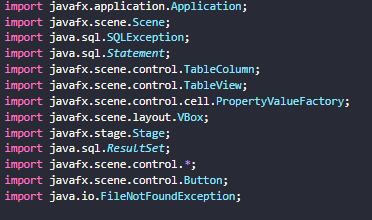 import javafx.application.Application;
import javafx.scene.Scene;
import java.sql.SQLException;
import java.sql.Statement;
import javafx.scene.control.TableColumn;
import javafx.scene.control.TableView;
import javafx.scene.control.cell.PropertyValueFactory;
import javafx.scene.layout.VBox;
import javafx.stage.Stage;
import java.sql.ResultSet;
import javafx.scene.control.*;
import javafx.scene.control.Button;
import java.io.FileNotFoundException;